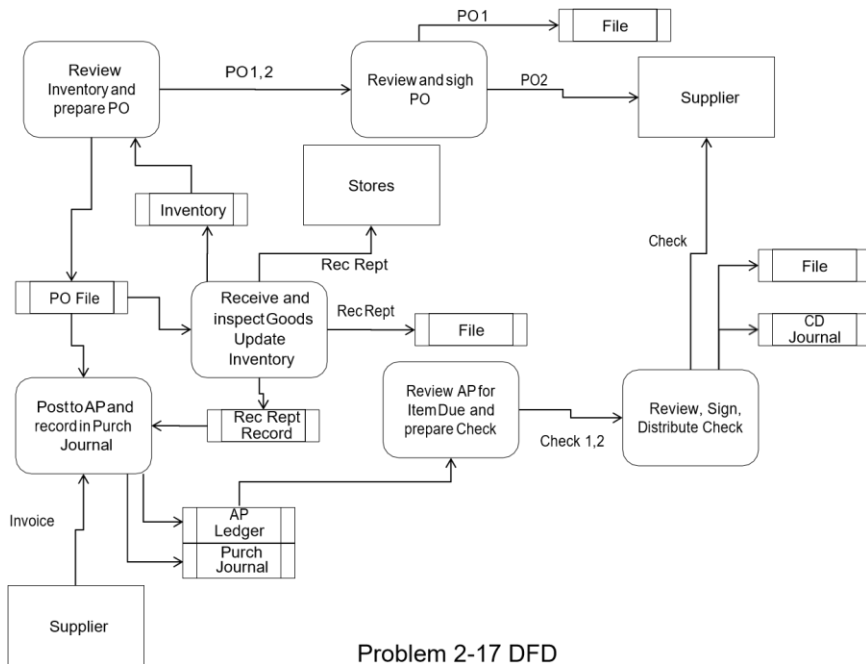 PO1
File
Review
Inventory and
prepare PO
PO1,2
Review and sigh
PO
PO2
Supplier
Stores
Inventory
Check
Rec Rept
File
PO File
Receive and
inspect Goods
Update
Inventory
Rec Rept
File
CD
Journal
Post to AP and
record in Purch
Journal
Rec Rept
Record
Review AP for
Item Due and
prepare Check
Check 1,2
Review, Sign,
Distribute Check
Invoice
AP
Ledger
Purch
Journal
Supplier
Problem 2-17 DFD